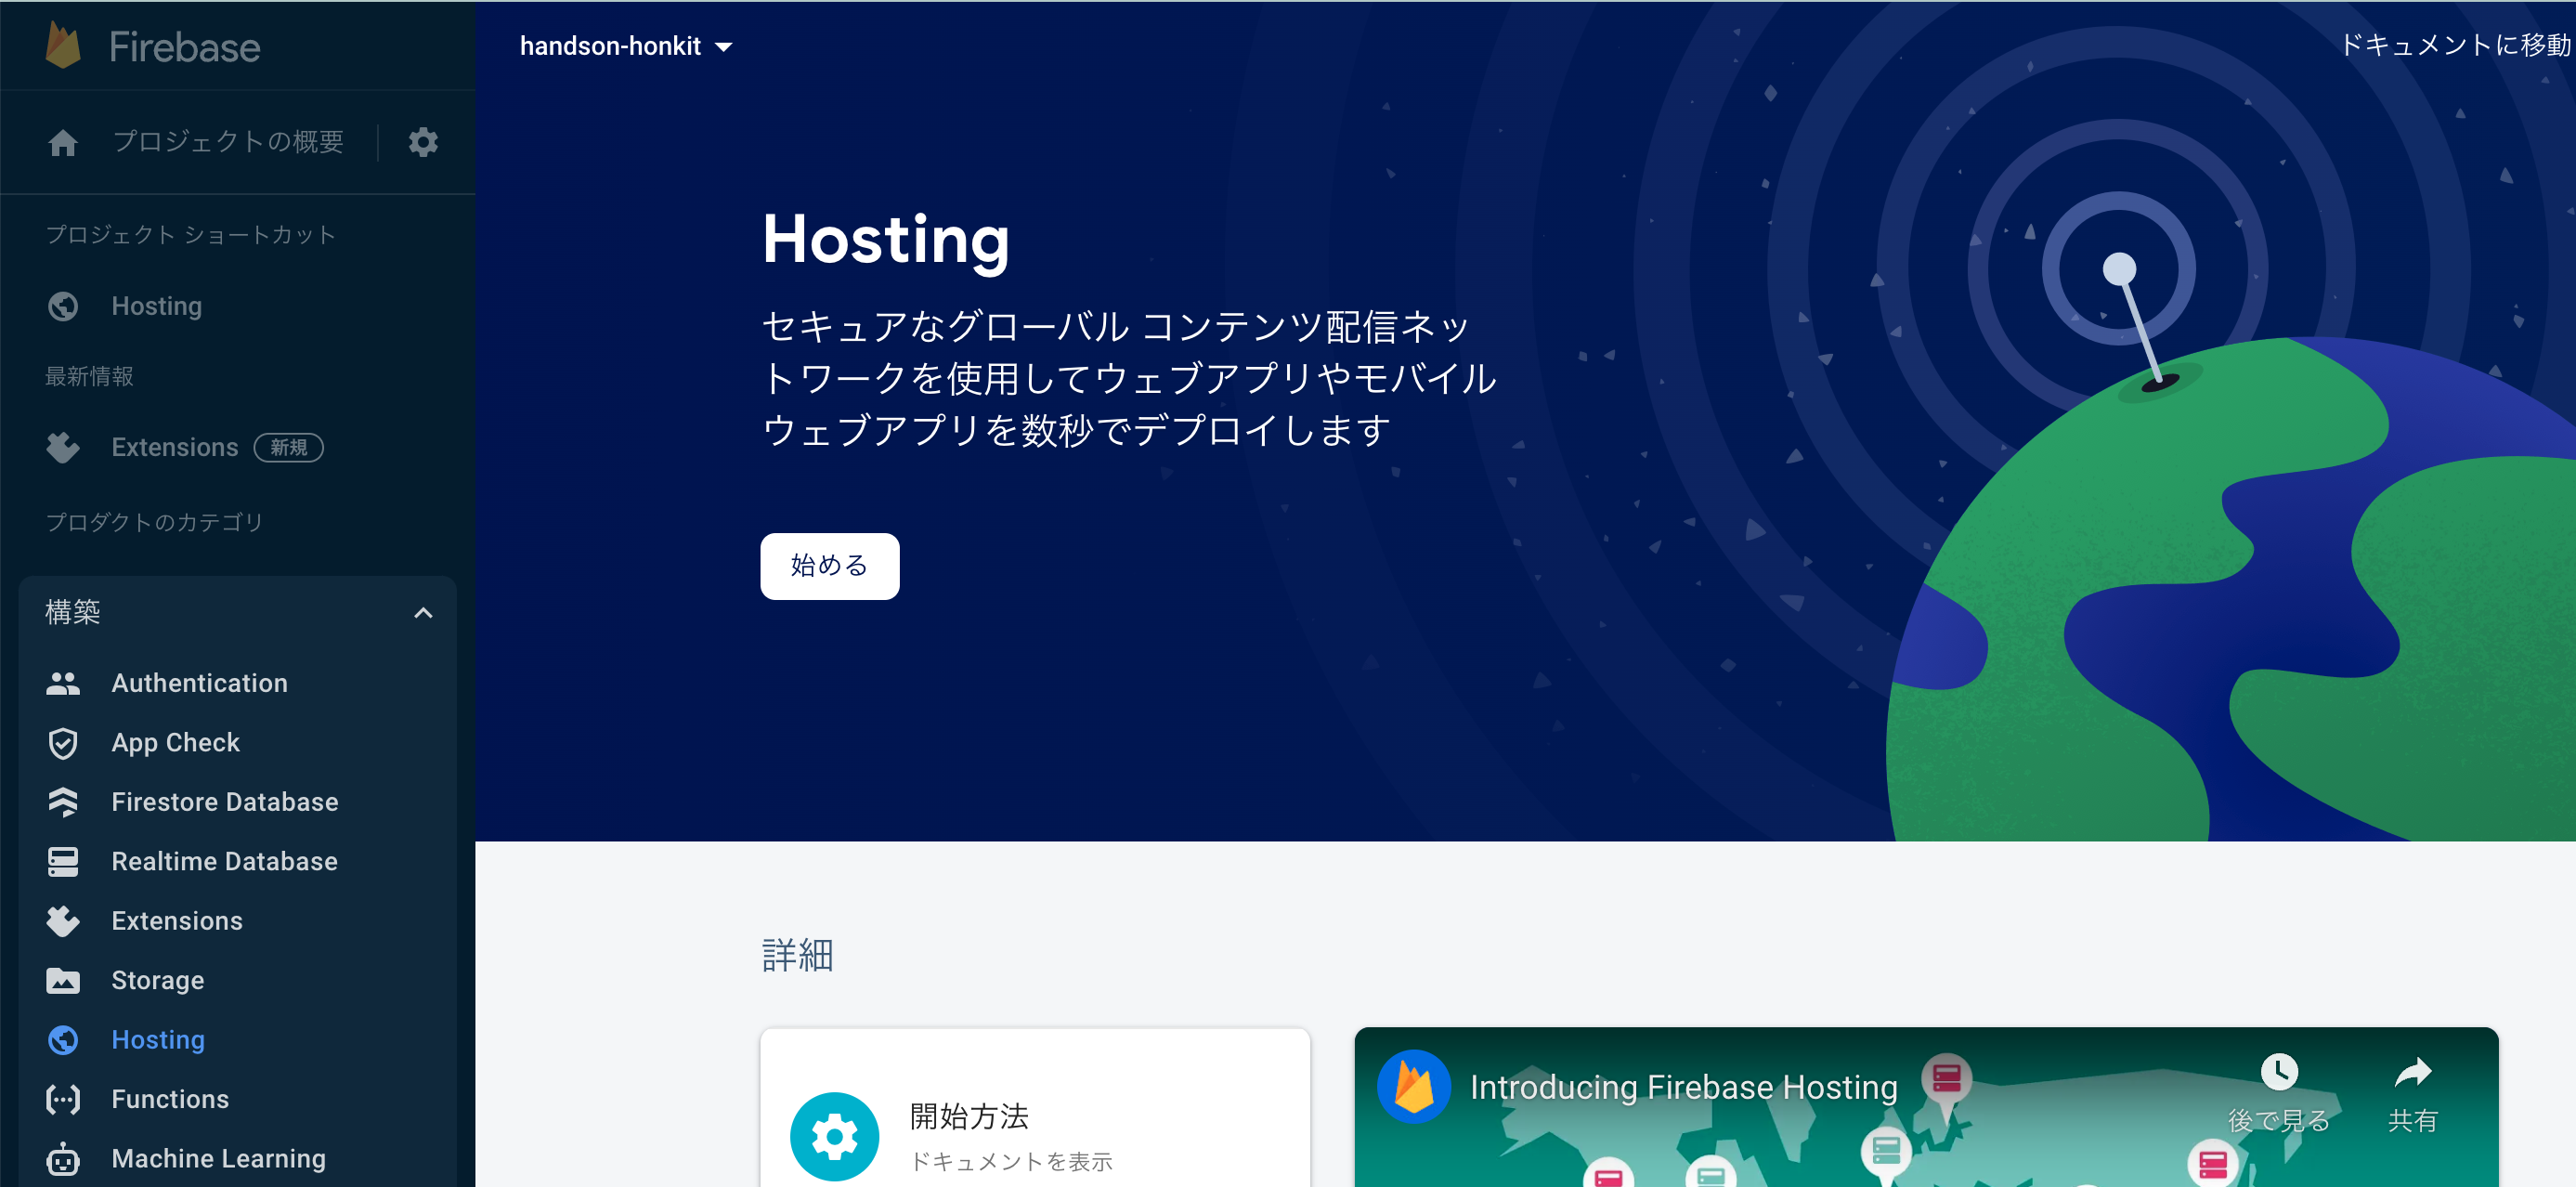 Firebase
プロジェクトの概要
プロジェクト ショートカット
Hosting
最新情報
Extensions 新規
プロダクトのカテゴリ
構築
Authentication
App Check
Firestore Database
Realtime Database
Extensions
Storage
Hosting
Functions
Machine Learning
handson-honkit
ドキュメントに移動
Hosting
セキュアなグローバル コンテンツ配信ネッ
トワークを使用してウェブアプリやモバイル
ウェブアプリを数秒でデプロイします
始める
詳細
開始方法
ドキュメントを表示
Introducing Firebase Hosting
後で見る
共有